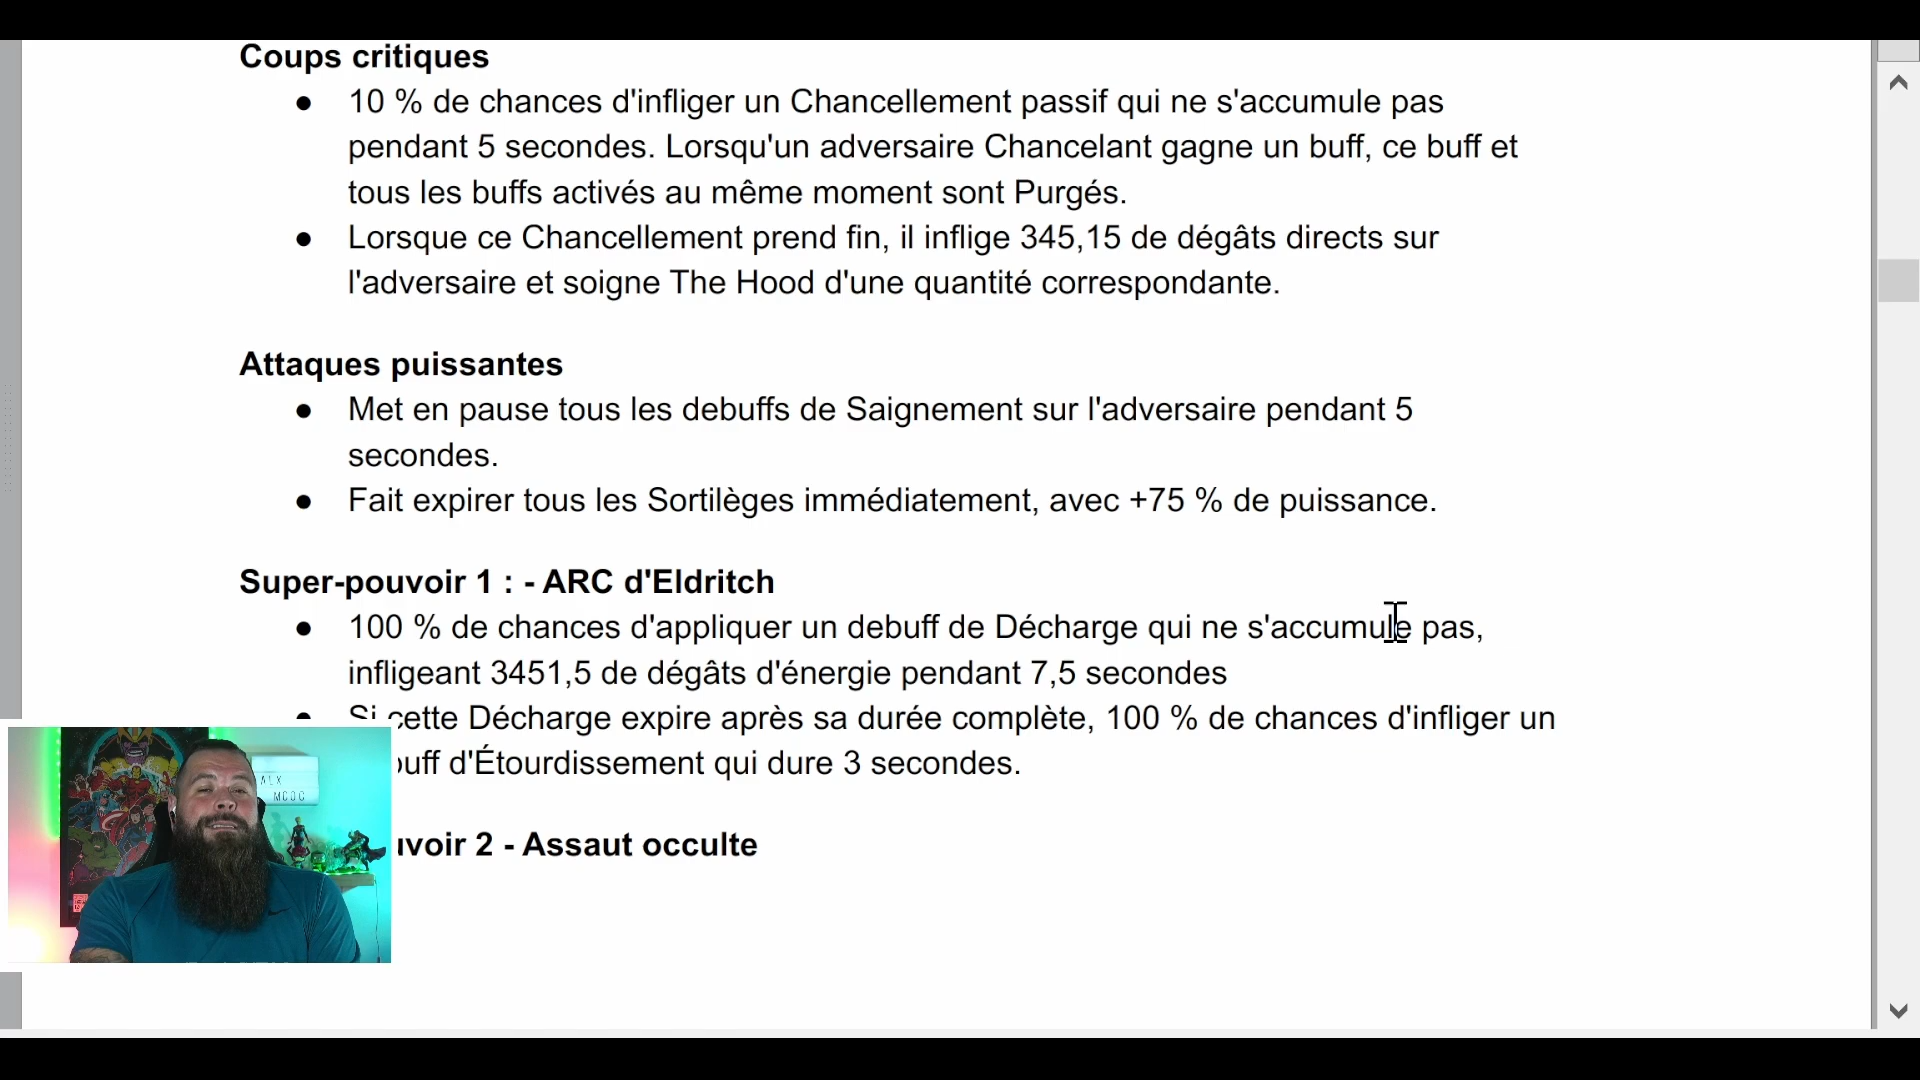 Coups critiques
● 10 % de chances d'infliger un Chancellement passif qui ne s'accumule pas
pendant 5 secondes. Lorsqu'un adversaire Chancelant gagne un buff, ce buff et
tous les buffs activés au même moment sont Purgés.
● Lorsque ce Chancellement prend fin, il inflige 345,15 de dégâts directs sur
l'adversaire et soigne The Hood d'une quantité correspondante.
Attaques puissantes
● Met en pause tous les debuffs de Saignement sur l'adversaire pendant 5
secondes.
● Fait expirer tous les Sortilèges immédiatement, avec +75 % de puissance.
Super-pouvoir 1 : - ARC d'Eldritch
● 100 % de chances d'appliquer un debuff de Décharge qui ne s'accumule pas,
infligeant 3451,5 de dégâts d'énergie pendant 7,5 secondes
● Si cette Décharge expire après sa durée complète, 100 % de chances d'infliger un
buff d'Étourdissement qui dure 3 secondes.
uvoir 2 - Assaut occulte
ALX
MCOC